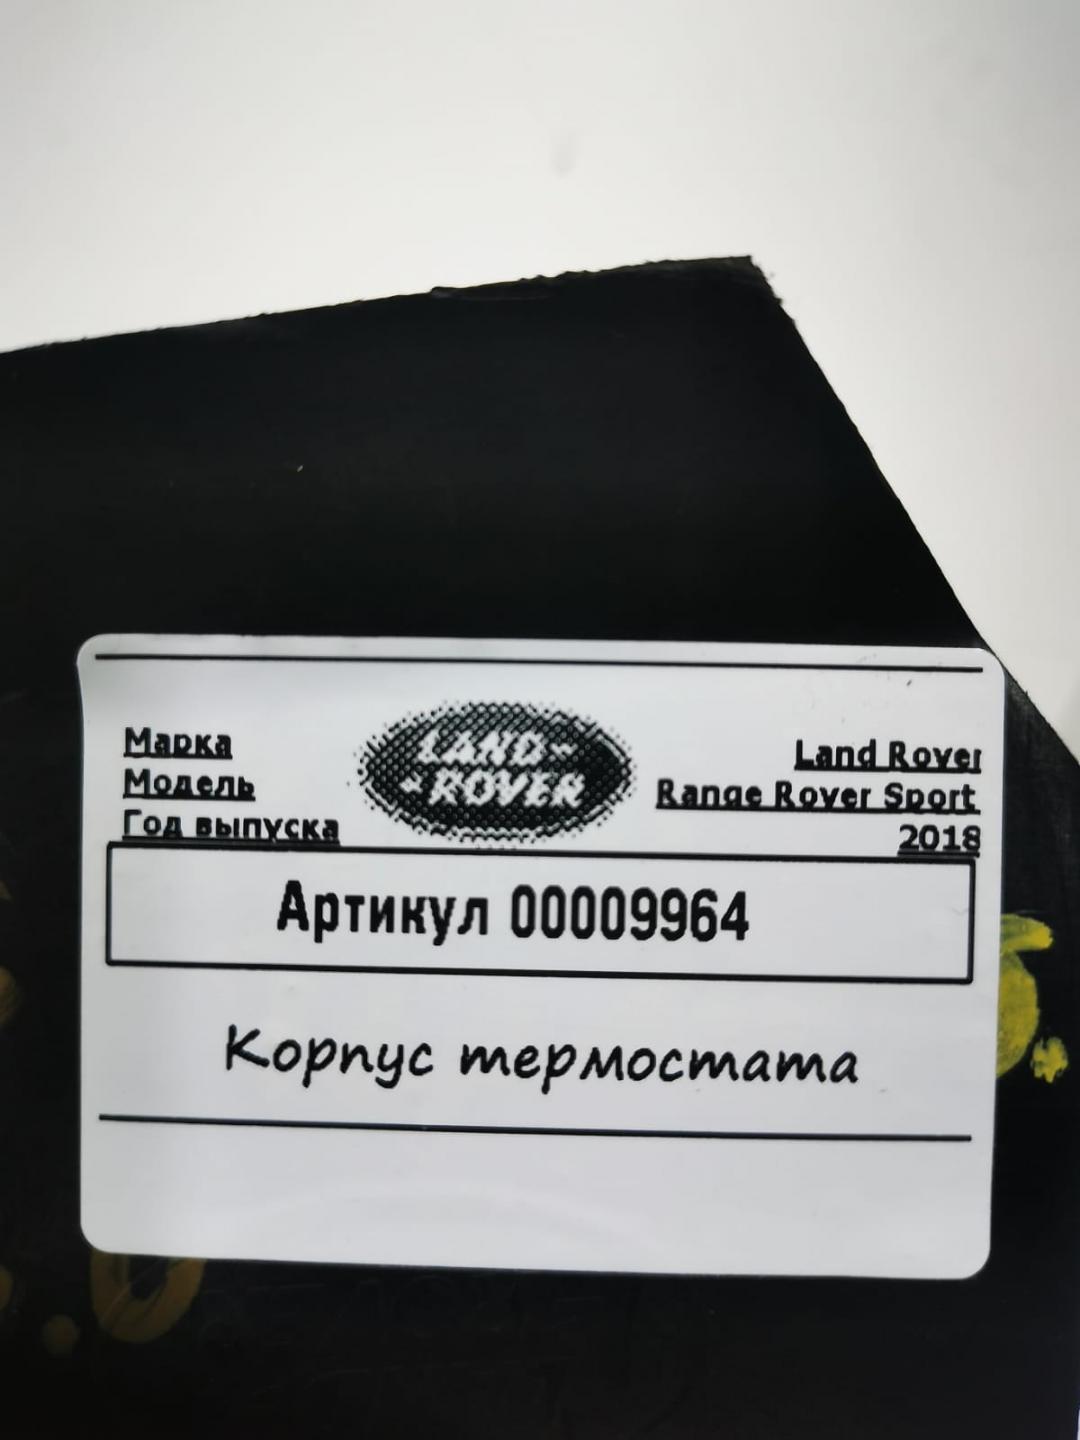 Марка
Land Rover
Модель
Range Rover Sport
Год выпуска
2018
LAND-
ROVER
Артикул 00009964
Корпус термостата